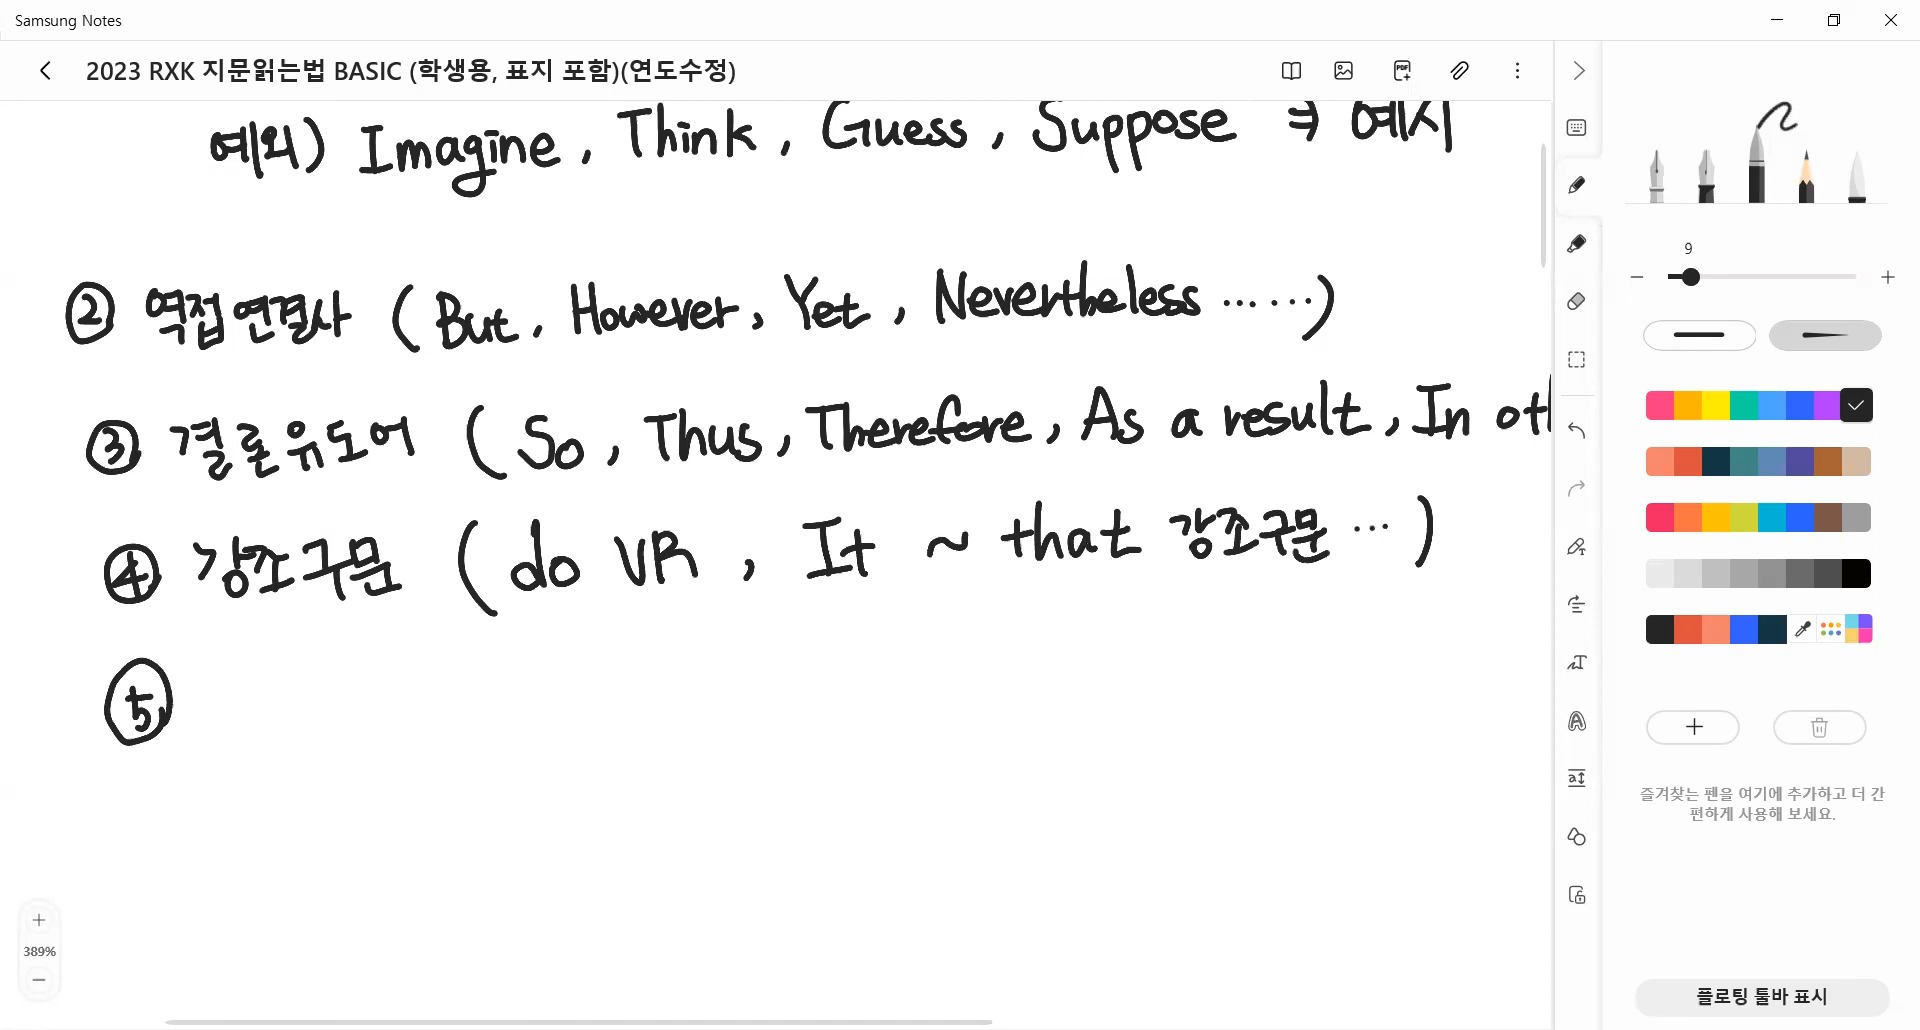 Samsung Notes
2023 RXK 지문읽는법 BASIC (학생용, 표지 포함)(연도수정)
예외) Imagine, Think, Guess, Suppose ⇒ 예시
② 역접연결사 (But, However, Yet, Nevertheless ……)
③ 결론유도어 (So, Thus, Therefore, As a result, In oth
④ 강조구문 (do VR, It ~ that 강조구문 …)
⑤
9
즐겨찾는 펜을 여기에 추가하고 더 간
편하게 사용해 보세요.
389%
플로팅 툴바 표시